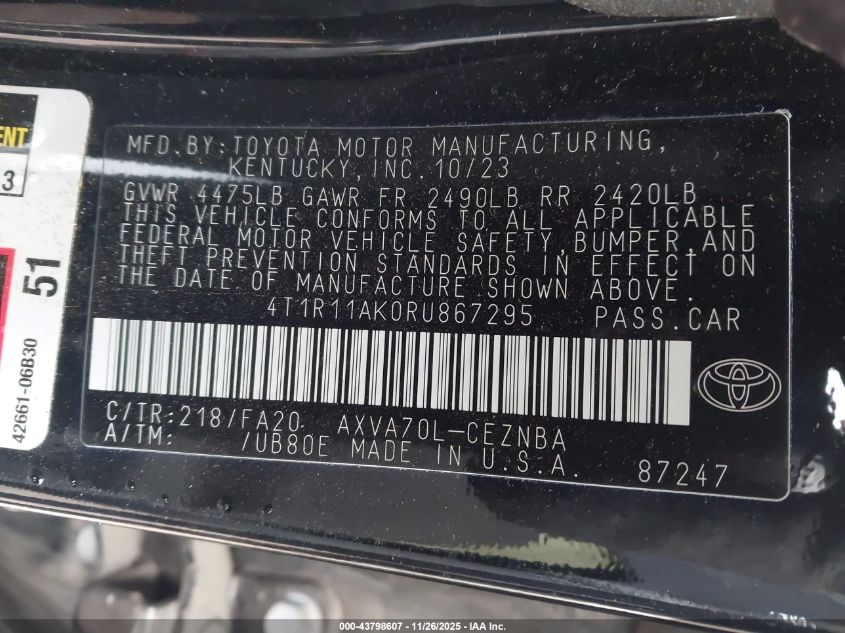 ENT
3
51
42661-06B30
MFD.BY:TOYOTA MOTOR MANUFACTURING,
KENTUCKY,INC.10/23
GVWR 4475LB GAWR FR 2490LB RR 2420LB
THIS VEHICLE CONFORMS TO ALL APPLICABLE
FEDERAL MOTOR VEHICLE SAFETY,BUMPER,AND
THEFT PREVENTION STANDARDS IN EFFECT ON
THE DATE OF MANUFACTURE SHOWN ABOVE.
4T1R11AK0RU867295 PASS.CAR
C/TR:218/FA20 AXVA70L-CEZNBA
A/TM: /UB80E MADE IN U.S.A. 87247
000-43798607 - 11/26/2025 - IAA Inc.